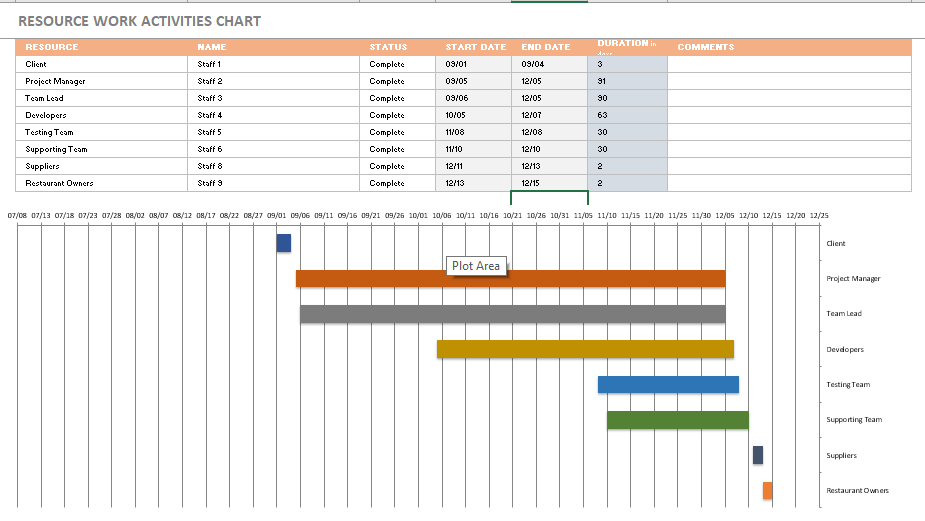 RESOURCE WORK ACTIVITIES CHART
RESOURCE NAME STATUS START DATE END DATE DURATION in days COMMENTS
Client Staff 1 Complete 09/01 09/04 3
Project Manager Staff 2 Complete 09/05 12/05 91
Team Lead Staff 3 Complete 09/06 12/05 90
Developers Staff 4 Complete 10/05 12/07 63
Testing Team Staff 5 Complete 11/08 12/08 30
Supporting Team Staff 6 Complete 11/10 12/10 30
Suppliers Staff 8 Complete 12/11 12/13 2
Restaurant Owners Staff 9 Complete 12/13 12/15 2
07/08 07/13 07/18 07/23 07/28 08/02 08/07 08/12 08/17 08/22 08/27 09/01 09/06 09/11 09/16 09/21 09/26 10/01 10/06 10/11 10/16 10/21 10/26 10/31 11/05 11/10 11/15 11/20 11/25 11/30 12/05 12/10 12/15 12/20 12/25
Client
Plot Area
Project Manager
Team Lead
Developers
Testing Team
Supporting Team
Suppliers
Restaurant Owners